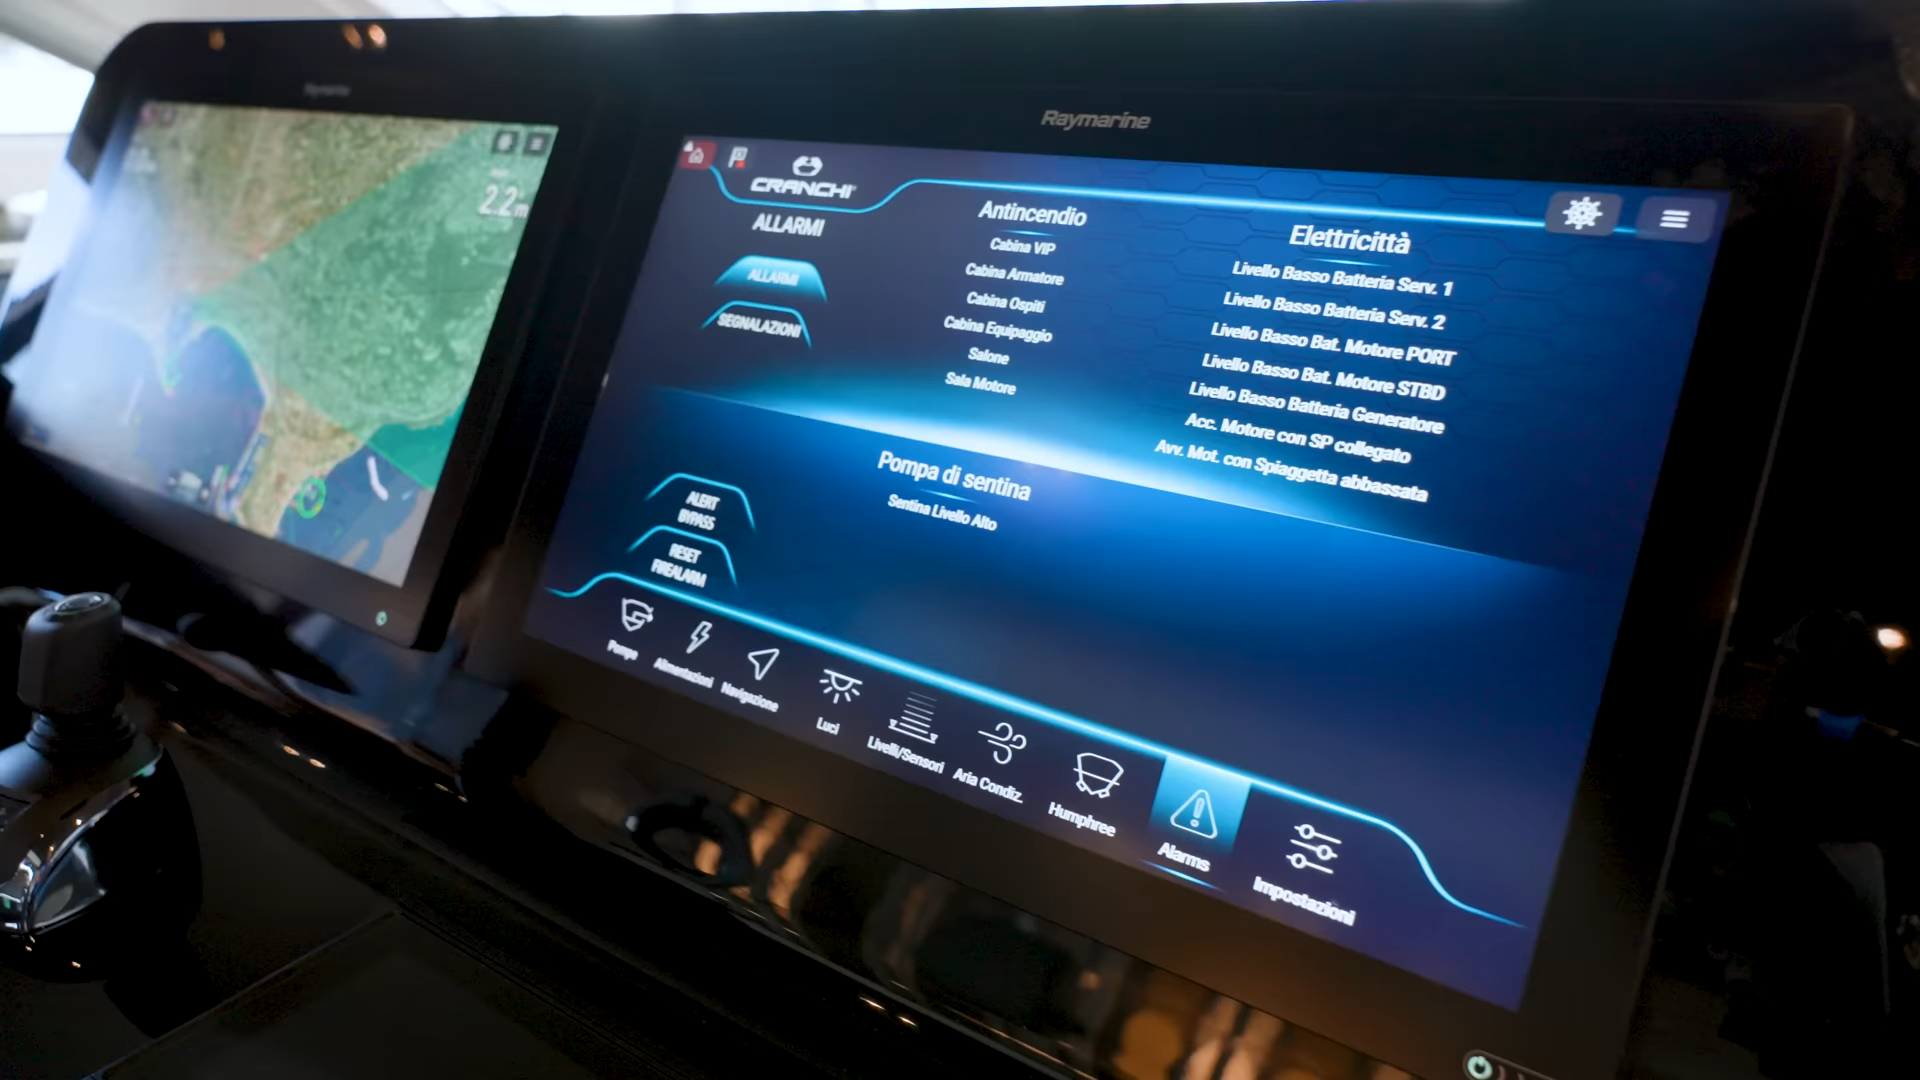 Raymarine
2.2m
Raymarine
CRANCHI
ALLARMI
ALLARMI
SEGNALAZIONI
ALERT
BYPASS
RESET
FIREALARM
Antincendio
Cabina VIP
Cabina Armatore
Cabina Ospiti
Cabina Equipaggio
Salone
Sala Motore
Pompa di sentina
Sentina Livello Alto
Elettricittà
Livello Basso Batteria Serv. 1
Livello Basso Batteria Serv. 2
Livello Basso Bat. Motore PORT
Livello Basso Bat. Motore STBD
Livello Basso Batteria Generatore
Acc. Motore con SP collegato
Avv. Mot. con Spiaggetta abbassata
Pompe
Alimentazioni
Navigazione
Luci
Livelli/Sensori
Aria Condiz.
Humphree
Alarms
Impostazioni